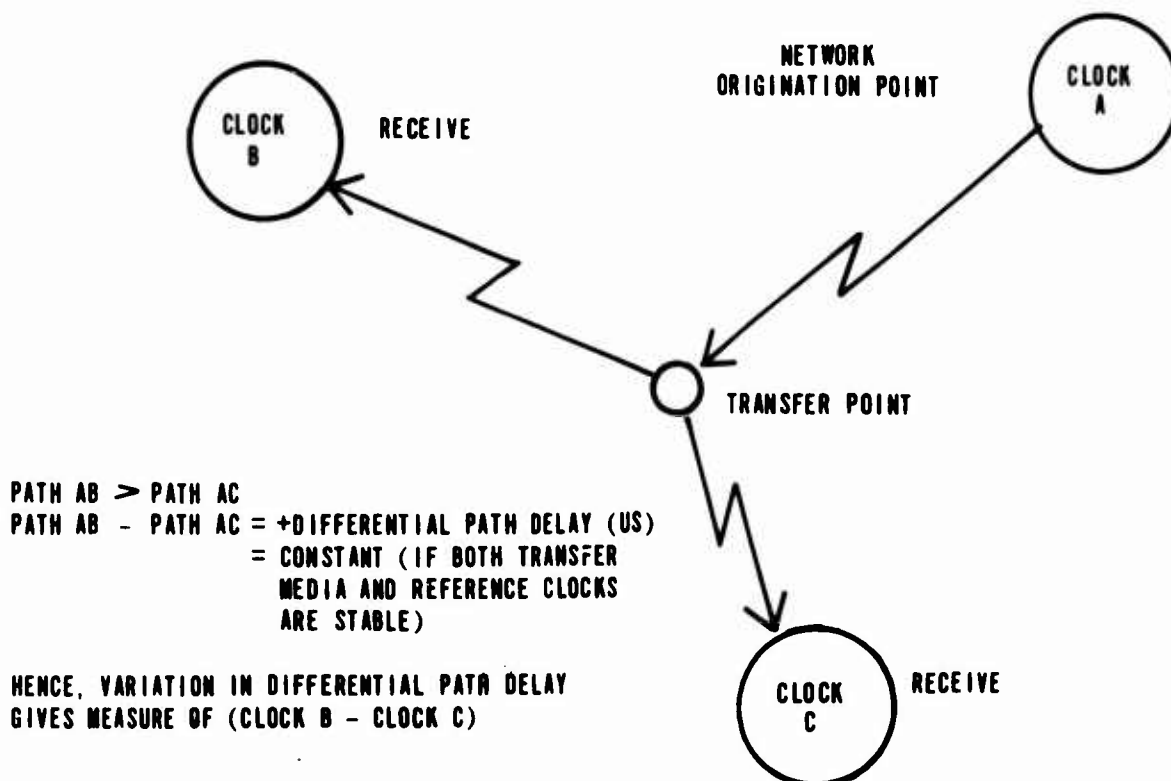 NETWORK
ORIGINATION POINT
CLOCK
A
CLOCK
B
RECEIVE
TRANSFER POINT
PATH AB > PATH AC
PATH AB - PATH AC = +DIFFERENTIAL PATH DELAY (US)
= CONSTANT (IF BOTH TRANSFER
MEDIA AND REFERENCE CLOCKS
ARE STABLE)
HENCE, VARIATION IN DIFFERENTIAL PATH DELAY
GIVES MEASURE OF (CLOCK B - CLOCK C)
CLOCK
C
RECEIVE